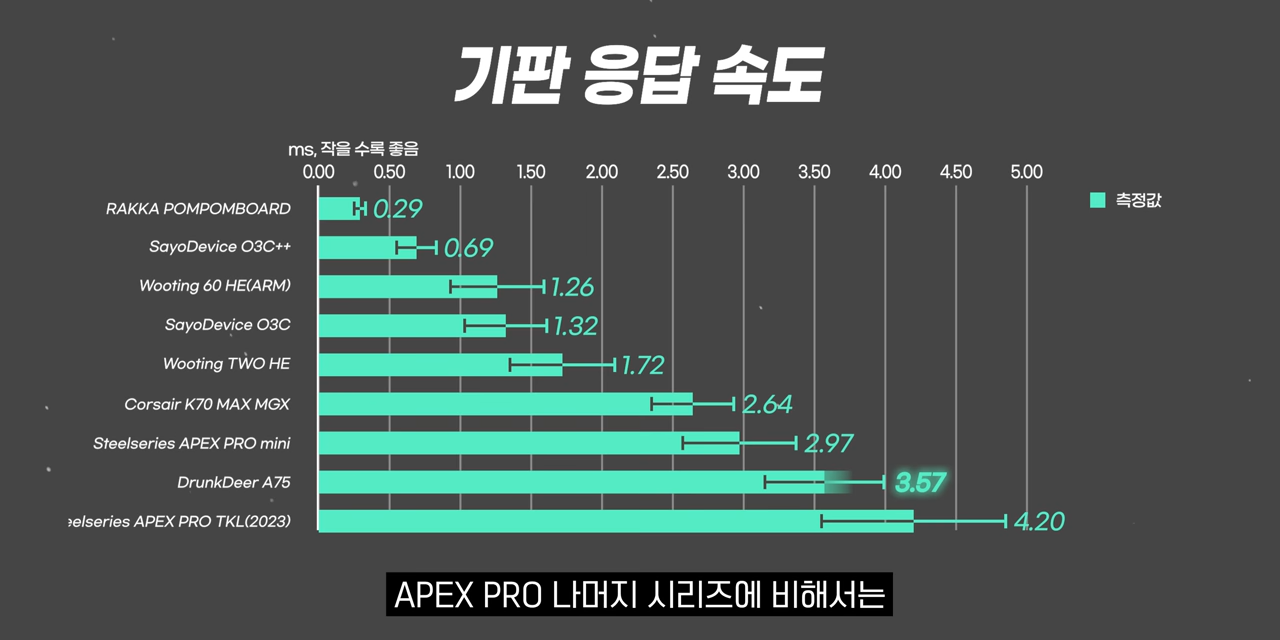 기판 응답 속도
ms, 작을 수록 좋음
0.00 0.50 1.00 1.50 2.00 2.50 3.00 3.50 4.00 4.50 5.00
측정값
RAKKA POMPOMBOARD 0.29
SayoDevice O3C++ 0.69
Wooting 60 HE(ARM) 1.26
SayoDevice O3C 1.32
Wooting TWO HE 1.72
Corsair K70 MAX MGX 2.64
Steelseries APEX PRO mini 2.97
DrunkDeer A75 3.57
eelseries APEX PRO TKL(2023) 4.20
APEX PRO 나머지 시리즈에 비해서는